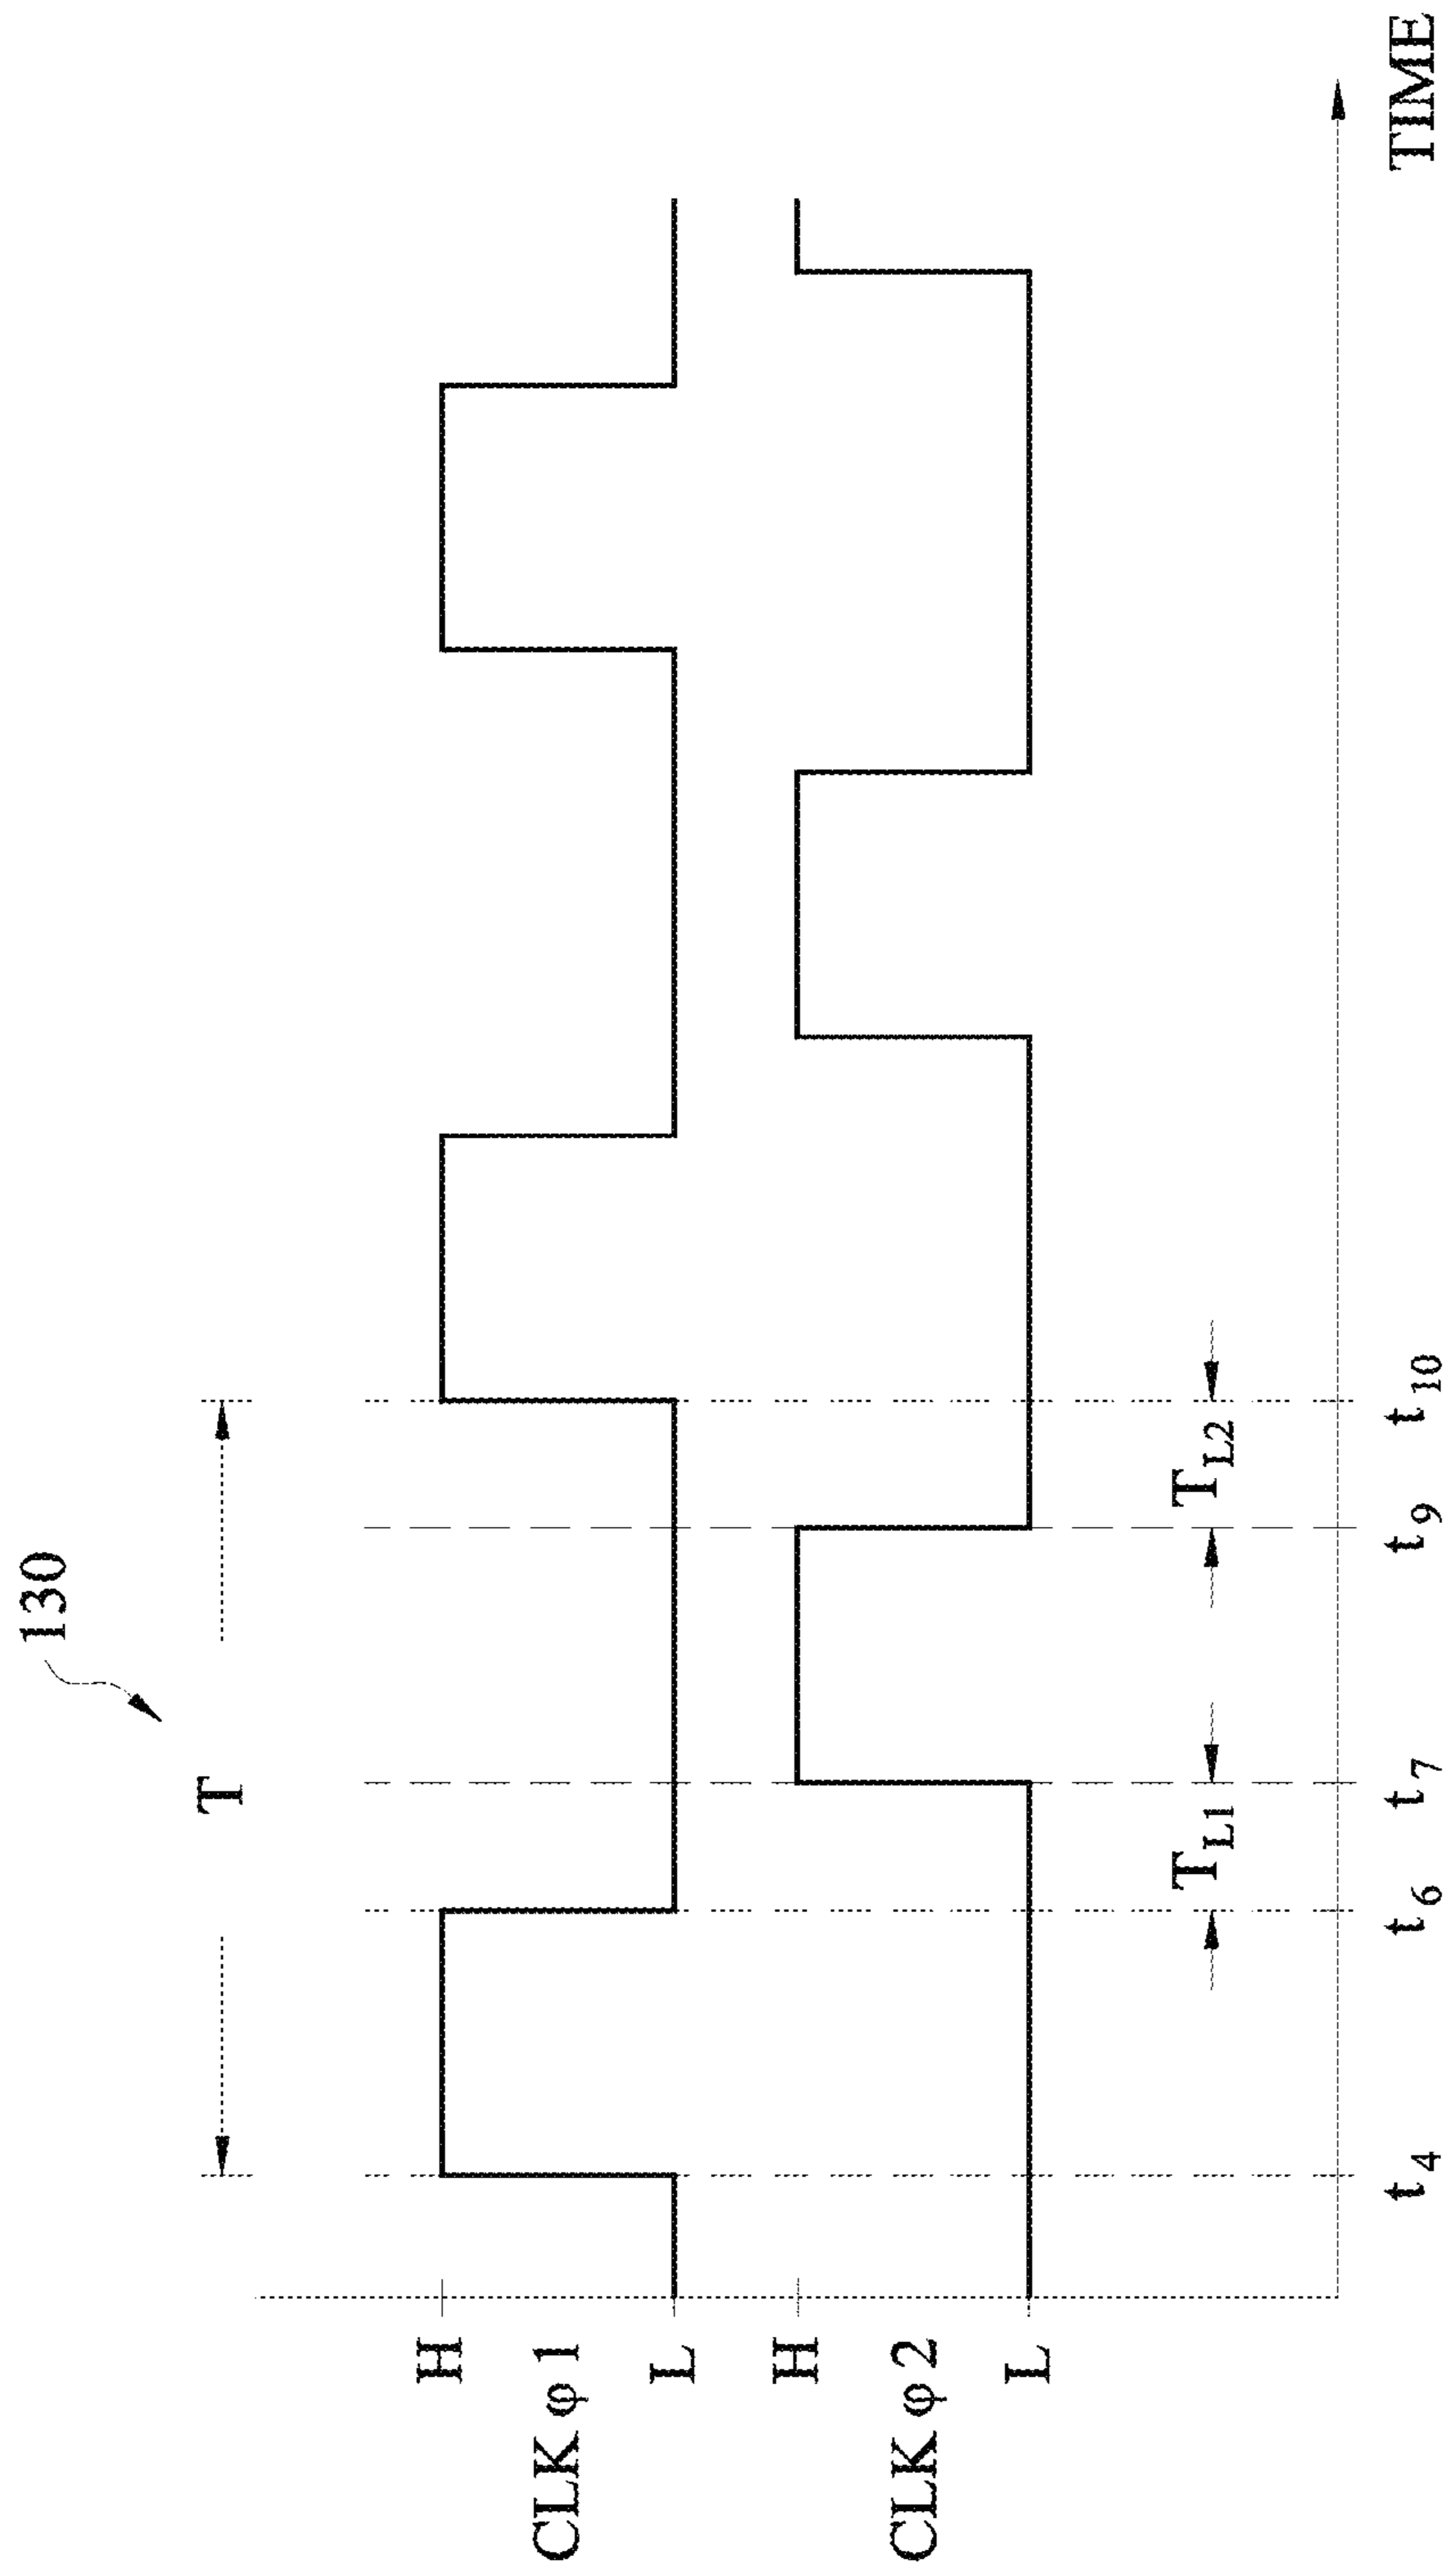 130
T
H
CLK φ 1
L
H
CLK φ 2
L
T_L1
T_L2
t_4
t_6
t_7
t_9
t_10
TIME